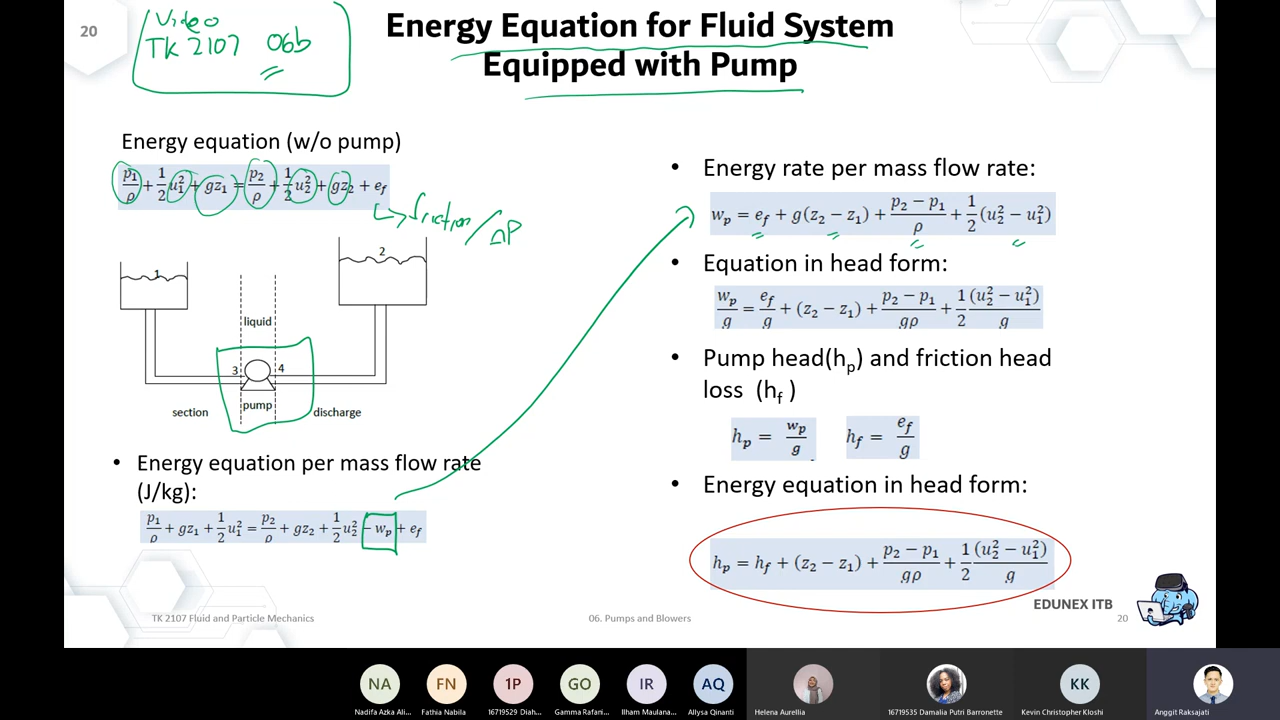 20
Video
TK 2107 06b
Energy Equation for Fluid System
Equipped with Pump
Energy equation (w/o pump)
p₁/ρ + 1/2 u₁² + gz₁ = p₂/ρ + 1/2 u₂² + gz₂ + e_f
friction/ΔP
1
2
liquid
3
4
section
pump
discharge
• Energy equation per mass flow rate
(J/kg):
p₁/ρ + gz₁ + 1/2 u₁² = p₂/ρ + gz₂ + 1/2 u₂² − w_p + e_f
• Energy rate per mass flow rate:
w_p = e_f + g(z₂ − z₁) + (p₂ − p₁)/ρ + 1/2 (u₂² − u₁²)
• Equation in head form:
w_p/g = e_f/g + (z₂ − z₁) + (p₂ − p₁)/gρ + 1/2 (u₂² − u₁²)/g
• Pump head(h_p) and friction head
loss (h_f )
h_p = w_p/g h_f = e_f/g
• Energy equation in head form:
h_p = h_f + (z₂ − z₁) + (p₂ − p₁)/gρ + 1/2 (u₂² − u₁²)/g
EDUNEX ITB
TK 2107 Fluid and Particle Mechanics
06. Pumps and Blowers
20
NA
FN
1P
GO
IR
AQ
KK
Nadifa Azka Ali...
Fathia Nabila
16719529 Diah...
Gamma Rafari...
Ilham Maulana...
Allysa Qinanti
Helena Aurellia
16719535 Damalia Putri Barronette
Kevin Christopher Kloshi
Anggit Raksajati